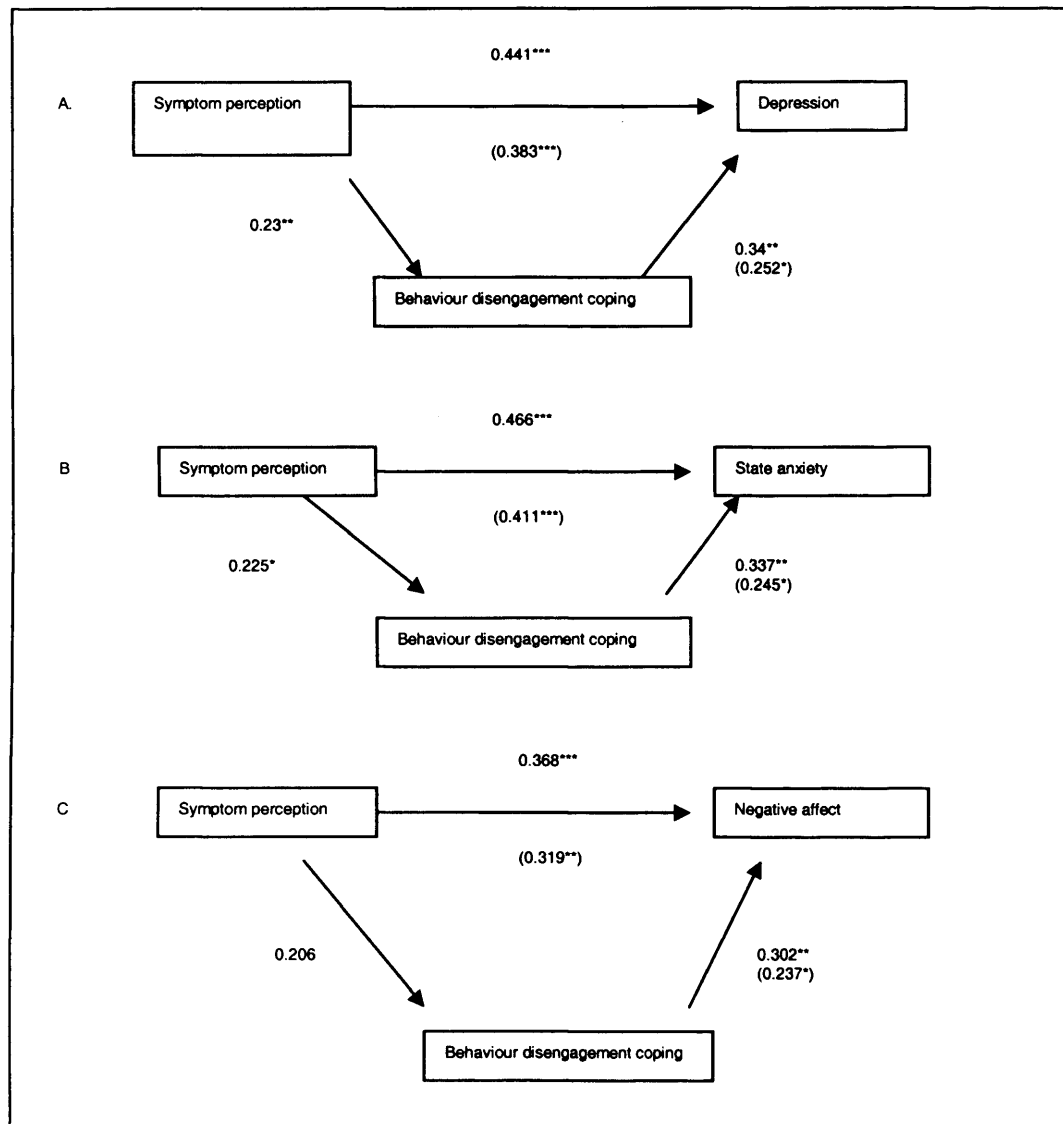 0.441***
A. Symptom perception Depression
(0.383***)
0.23**
0.34**
(0.252*)
Behaviour disengagement coping
0.466***
B Symptom perception State anxiety
(0.411***)
0.225*
0.337**
(0.245*)
Behaviour disengagement coping
0.368***
C Symptom perception Negative affect
(0.319**)
0.206
0.302**
(0.237*)
Behaviour disengagement coping